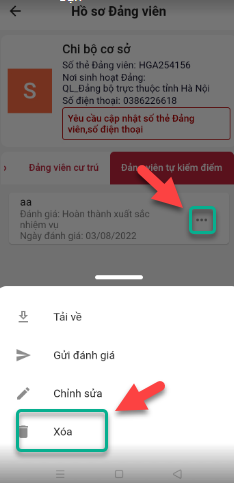 Hồ sơ Đảng viên
S
Chi bộ cơ sở
Số thẻ Đảng viên: HGA254156
Nơi sinh hoạt Đảng:
QL_Đảng bộ trực thuộc tỉnh Hà Nội
Số điện thoại: 0386226618
Yêu cầu cập nhật số thẻ Đảng
viên,số điện thoại
Đảng viên cư trú
Đảng viên tự kiểm điểm
aa
Đánh giá: Hoàn thành xuất sắc
nhiệm vụ
Ngày đánh giá: 03/08/2022
Tải về
Gửi đánh giá
Chỉnh sửa
Xóa